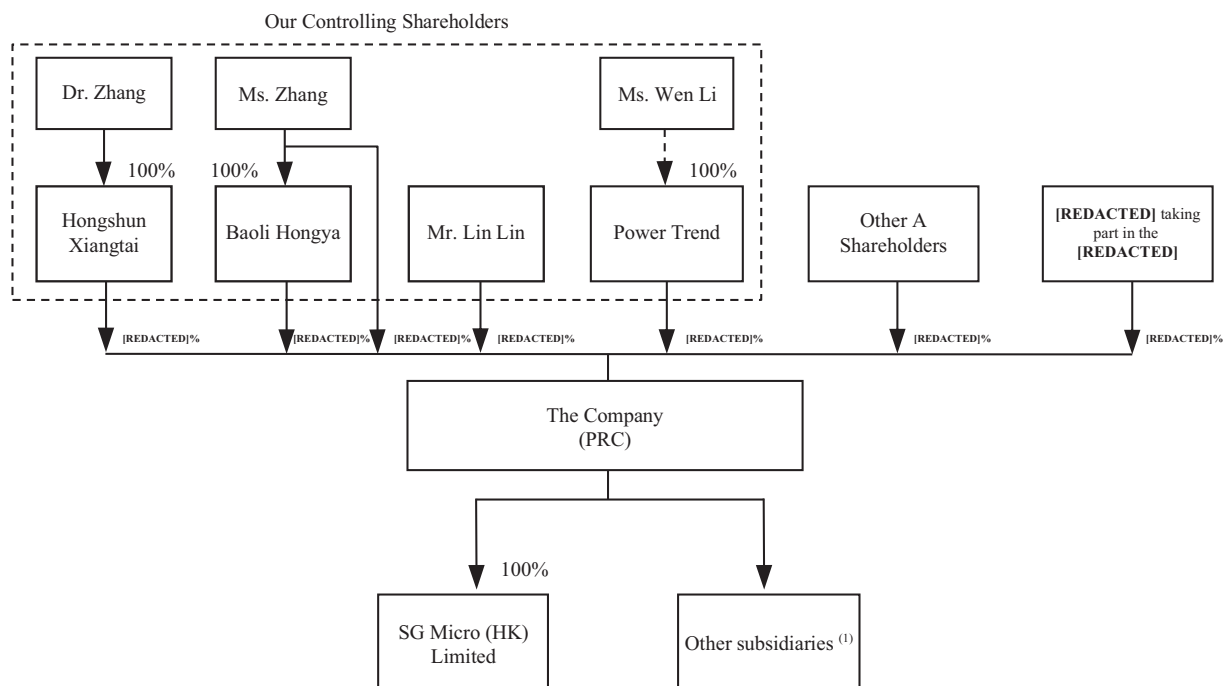 Our Controlling Shareholders
Dr. Zhang
Ms. Zhang
Ms. Wen Li
100%
100%
100%
Hongshun
Xiangtai
Baoli Hongya
Mr. Lin Lin
Power Trend
Other A
Shareholders
[REDACTED] taking
part in the
[REDACTED]
[REDACTED]%
[REDACTED]%
[REDACTED]%
[REDACTED]%
[REDACTED]%
[REDACTED]%
[REDACTED]%
The Company
(PRC)
100%
SG Micro (HK)
Limited
Other subsidiaries (1)